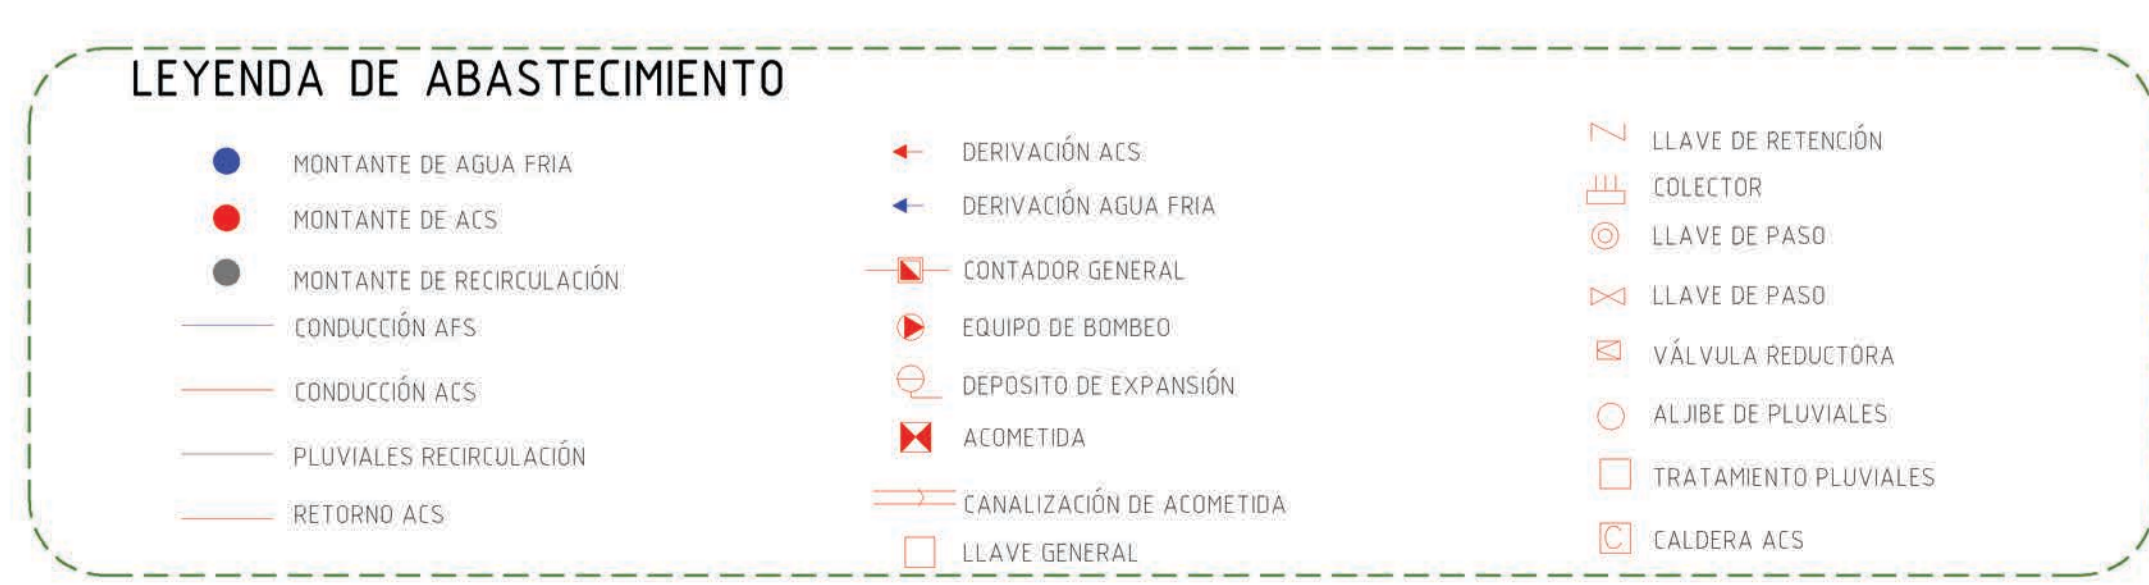 LEYENDA DE ABASTECIMIENTO
MONTANTE DE AGUA FRIA
MONTANTE DE ACS
MONTANTE DE RECIRCULACIÓN
CONDUCCIÓN AFS
CONDUCCIÓN ACS
PLUVIALES RECIRCULACIÓN
RETORNO ACS
DERIVACIÓN ACS
DERIVACIÓN AGUA FRIA
CONTADOR GENERAL
EQUIPO DE BOMBEO
DEPOSITO DE EXPANSIÓN
ACOMETIDA
CANALIZACIÓN DE ACOMETIDA
LLAVE GENERAL
LLAVE DE RETENCIÓN
COLECTOR
LLAVE DE PASO
LLAVE DE PASO
VÁLVULA REDUCTORA
ALJIBE DE PLUVIALES
TRATAMIENTO PLUVIALES
C CALDERA ACS